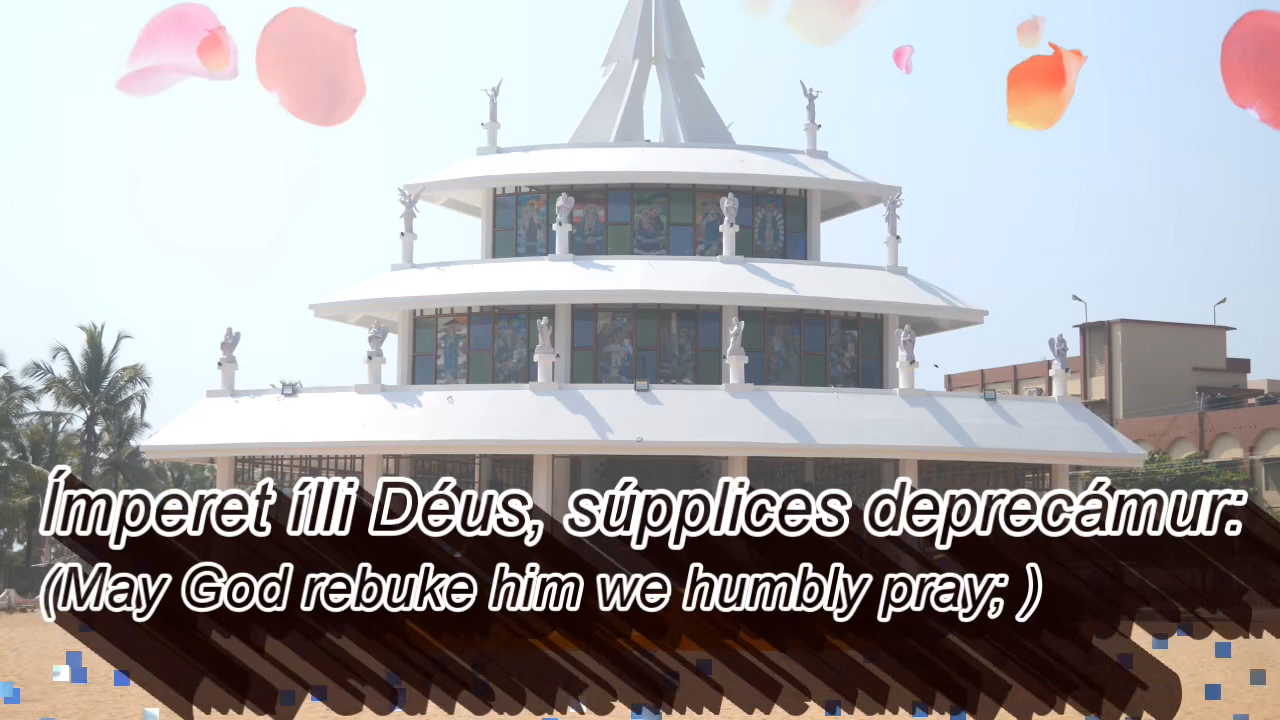 Ímperet ílli Déus, súpplices deprecámur:
(May God rebuke him we humbly pray; )